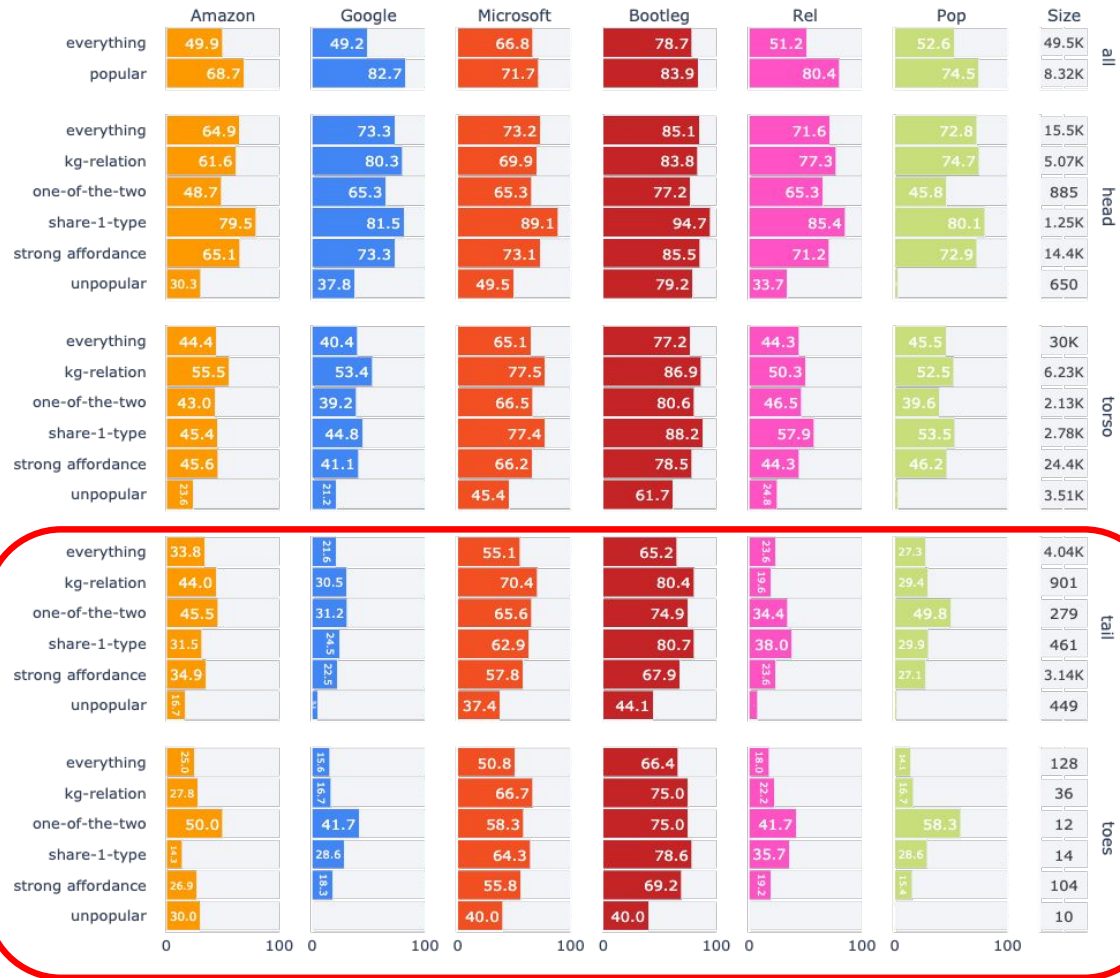 Amazon Google Microsoft Bootleg Rel Pop Size
everything 49.9 49.2 66.8 78.7 51.2 52.6 49.5K
popular 68.7 82.7 71.7 83.9 80.4 74.5 8.32K
all
everything 64.9 73.3 73.2 85.1 71.6 72.8 15.5K
kg-relation 61.6 80.3 69.9 83.8 77.3 74.7 5.07K
one-of-the-two 48.7 65.3 65.3 77.2 65.3 45.8 885
share-1-type 79.5 81.5 89.1 94.7 85.4 80.1 1.25K
strong affordance 65.1 73.3 73.1 85.5 71.2 72.9 14.4K
unpopular 30.3 37.8 49.5 79.2 33.7 650
head
everything 44.4 40.4 65.1 77.2 44.3 45.5 30K
kg-relation 55.5 53.4 77.5 86.9 50.3 52.5 6.23K
one-of-the-two 43.0 39.2 66.5 80.6 46.5 39.6 2.13K
share-1-type 45.4 44.8 77.4 88.2 57.9 53.5 2.78K
strong affordance 45.6 41.1 66.2 78.5 44.3 46.2 24.4K
unpopular 23.6 21.2 45.4 61.7 24.8 3.51K
torso
everything 33.8 21.6 55.1 65.2 23.6 27.3 4.04K
kg-relation 44.0 30.5 70.4 80.4 19.6 29.4 901
one-of-the-two 45.5 31.2 65.6 74.9 34.4 49.8 279
share-1-type 31.5 24.5 62.9 80.7 38.0 29.9 461
strong affordance 34.9 22.5 57.8 67.9 23.6 27.1 3.14K
unpopular 16.7 37.4 44.1 449
tail
everything 25.0 15.6 50.8 66.4 18.0 14.1 128
kg-relation 27.8 16.7 66.7 75.0 22.2 16.7 36
one-of-the-two 50.0 41.7 58.3 75.0 41.7 58.3 12
share-1-type 14.3 28.6 64.3 78.6 35.7 28.6 14
strong affordance 26.9 18.3 55.8 69.2 19.2 15.4 104
unpopular 30.0 40.0 40.0 10
toes
0 100 0 100 0 100 0 100 0 100 0 100